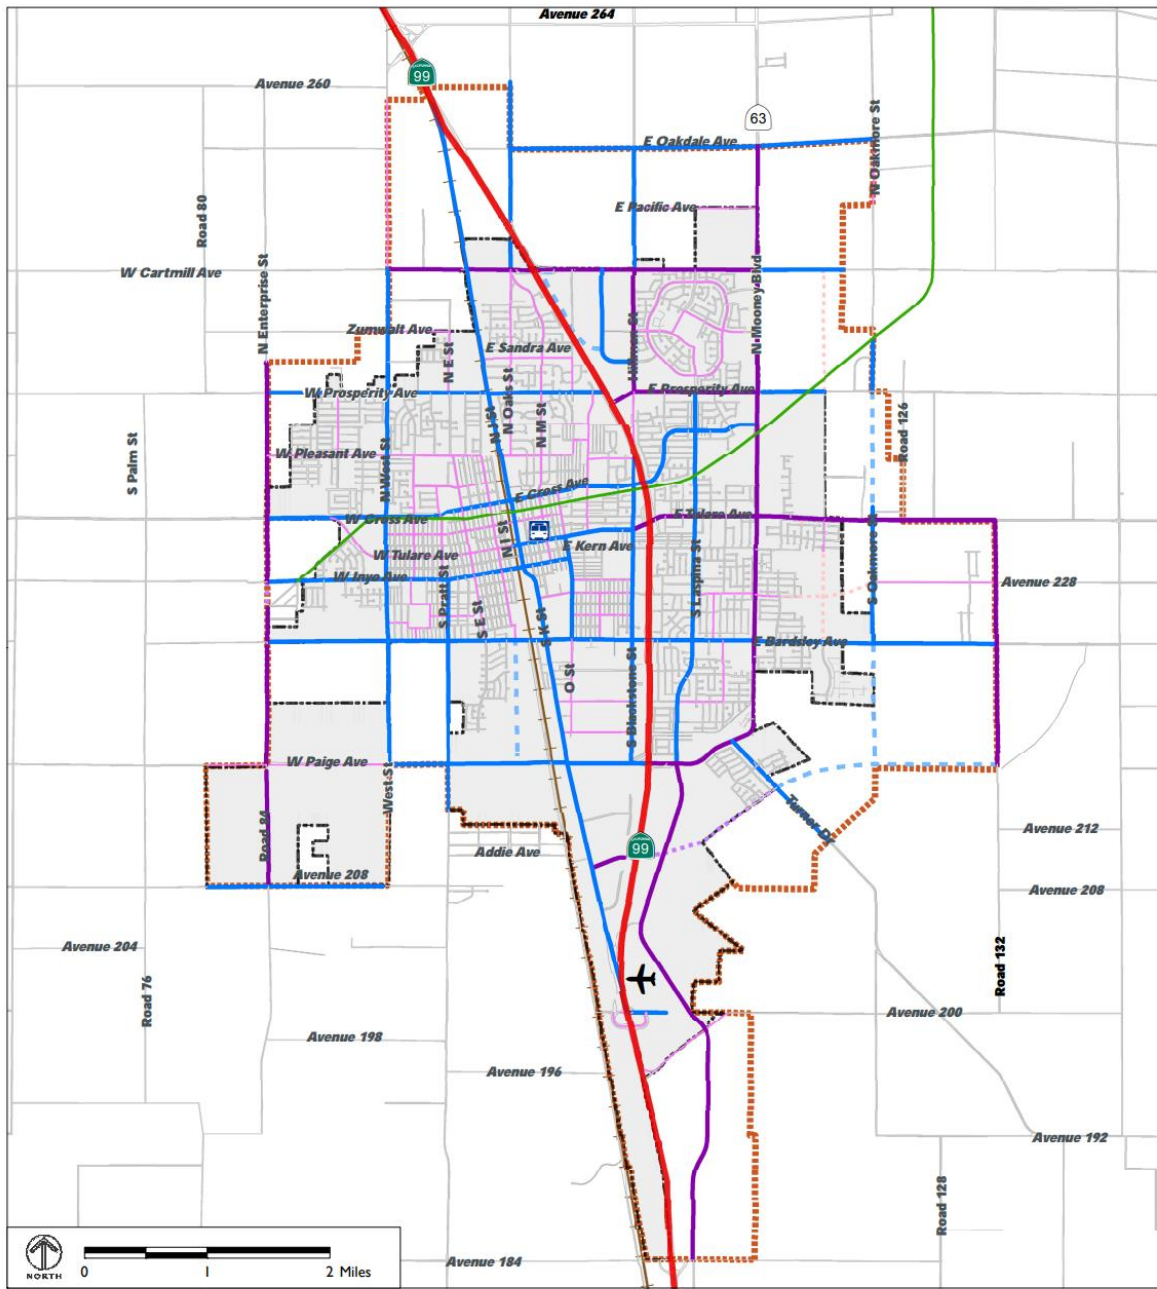 Avenue 264
99
Avenue 260
63
E Oakdale Ave
N Oakmore St
E Pacific Ave
Road 80
W Cartmill Ave
N Enterprise St
N Mooney Blvd
Zumwalt Ave
E Sandra Ave
N E St
N Oaks St
N J St
N M St
W Prosperity Ave
E Prosperity Ave
Road 126
S Palm St
W Pleasant Ave
N West St
E Cross Ave
W Cross Ave
E Tulare Ave
N I St
E Kern Ave
W Tulare Ave
W Inyo Ave
S Laspina St
S Oakmore St
Avenue 228
S Pratt St
S E St
S K St
E Bardsley Ave
O St
S Blackstone St
W Paige Ave
West St
Turner Dr
Road 84
99
Avenue 212
Addie Ave
Avenue 208
Avenue 208
Avenue 204
Road 76
Road 132
Avenue 200
Avenue 198
Avenue 196
Avenue 192
Road 128
Avenue 184
NORTH
0 1 2 Miles